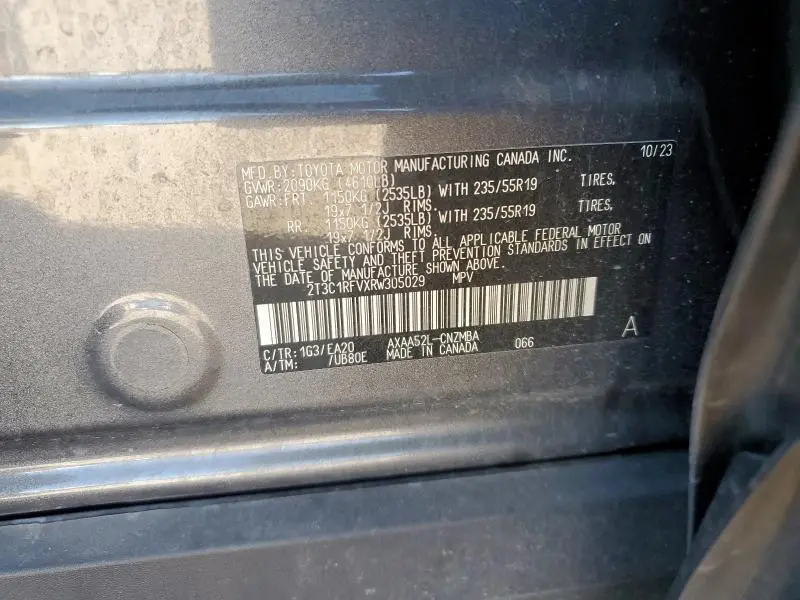 MFD.BY:TOYOTA MOTOR MANUFACTURING CANADA INC. 10/23
GVWR:2090KG (4610LB)
GAWR:FRT 1150KG (2535LB) WITH 235/55R19 TIRES,
19x7 1/2J RIMS
RR 1150KG (2535LB) WITH 235/55R19 TIRES,
19x7 1/2J RIMS
THIS VEHICLE CONFORMS TO ALL APPLICABLE FEDERAL MOTOR
VEHICLE SAFETY AND THEFT PREVENTION STANDARDS IN EFFECT ON
THE DATE OF MANUFACTURE SHOWN ABOVE.
2T3C1RFVXRW305029 MPV
C/TR:1G3/EA20 AXAA52L-CNZMBA 066 A
A/TM: /UB80E MADE IN CANADA